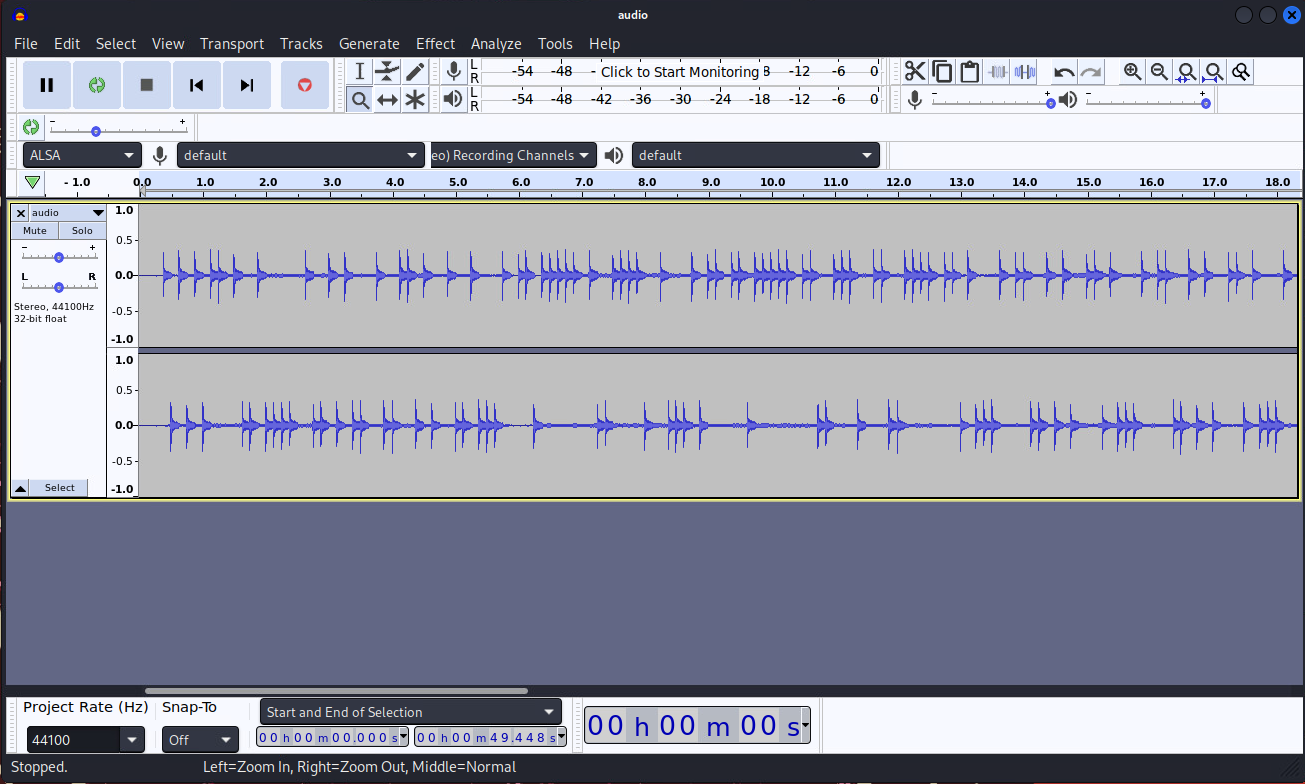 audio
File Edit Select View Transport Tracks Generate Effect Analyze Tools Help
L R -54 -48 - Click to Start Monitoring 8 -12 -6 0
L R -54 -48 -42 -36 -30 -24 -18 -12 -6 0
- +
- +
- +
ALSA default eo) Recording Channels default
- 1.0 0.0 1.0 2.0 3.0 4.0 5.0 6.0 7.0 8.0 9.0 10.0 11.0 12.0 13.0 14.0 15.0 16.0 17.0 18.0
audio 1.0
Mute Solo
- + 0.5
L R 0.0
Stereo, 44100Hz -0.5
32-bit float
-1.0
1.0
0.5
0.0
-0.5
Select -1.0
Project Rate (Hz) Snap-To Start and End of Selection
44100 Off 00 h 00 m 00.000 s 00 h 00 m 49.448 s
00 h 00 m 00 s
Stopped. Left=Zoom In, Right=Zoom Out, Middle=Normal